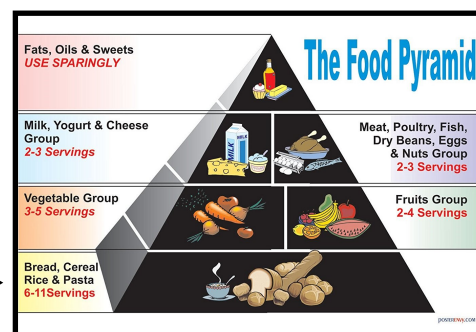 The Food Pyramid
Fats, Oils & Sweets
USE SPARINGLY
Milk, Yogurt & Cheese
Group
2-3 Servings
MILK
Meat, Poultry, Fish,
Dry Beans, Eggs
& Nuts Group
2-3 Servings
Vegetable Group
3-5 Servings
Fruits Group
2-4 Servings
Bread, Cereal
Rice & Pasta
6-11Servings